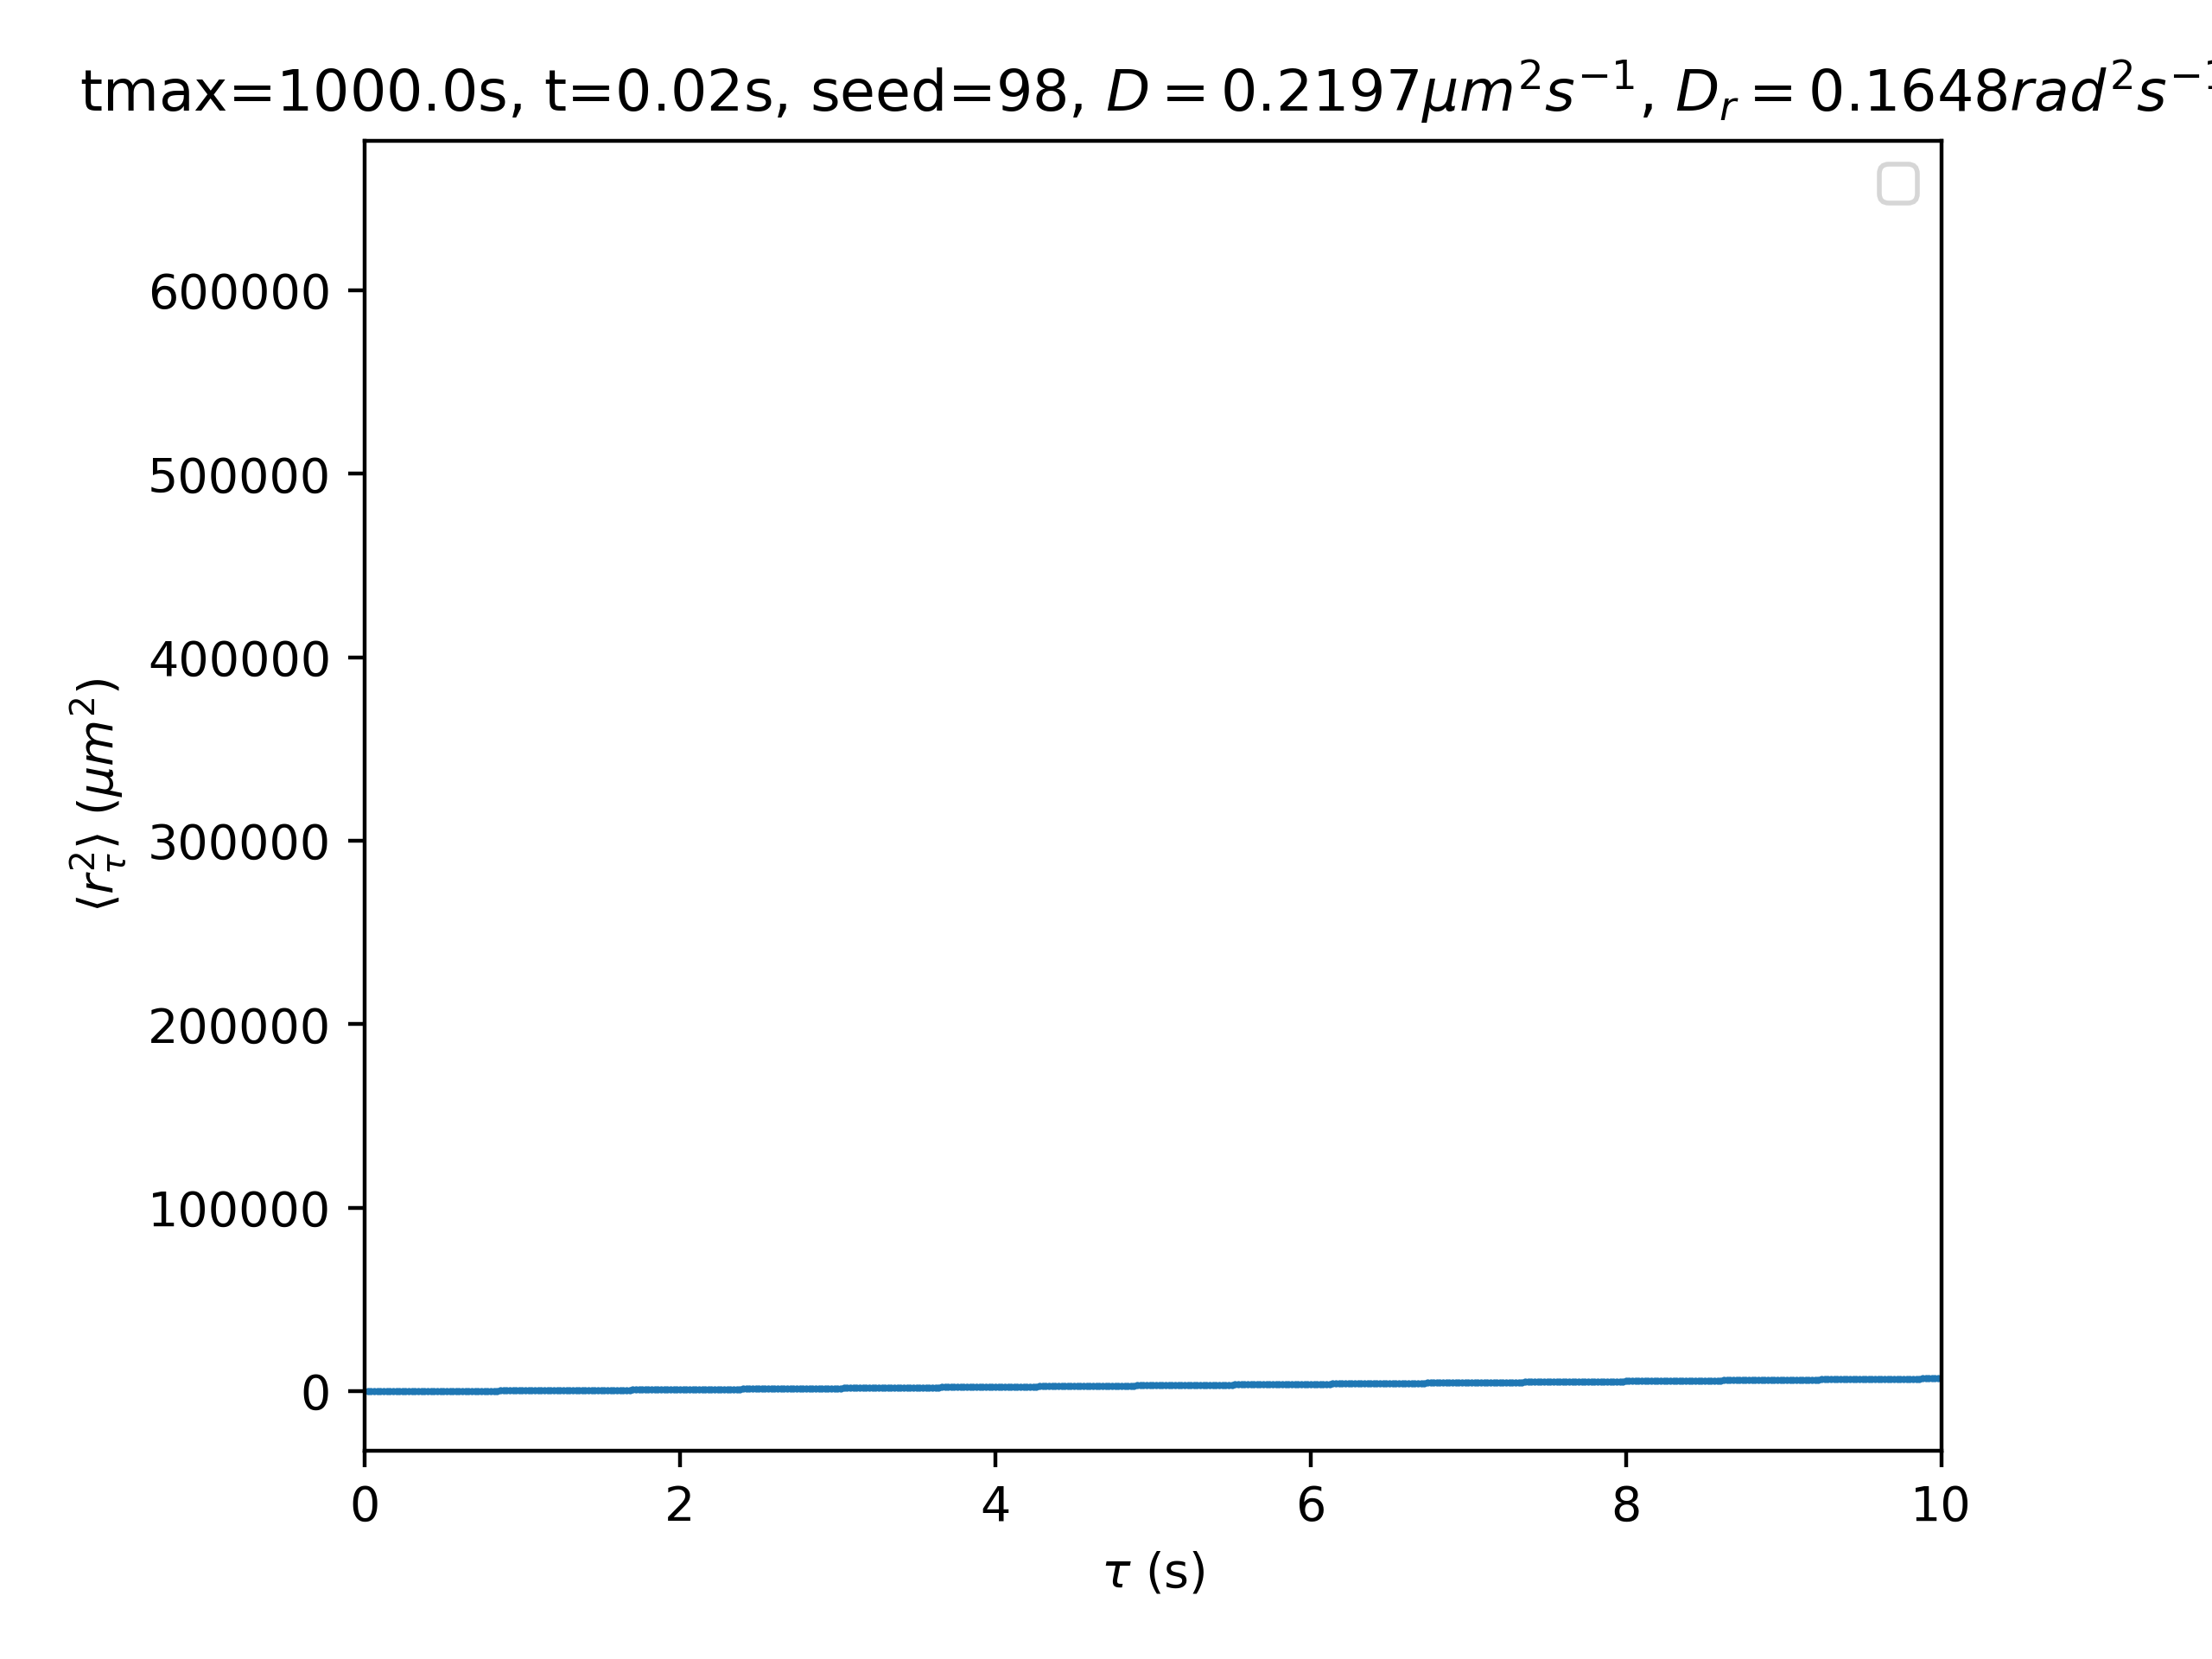 tmax=1000.0s, t=0.02s, seed=98, D = 0.2197μm²s⁻¹, Dᵣ = 0.1648rad²s⁻¹
600000
500000
400000
300000
200000
100000
0
⟨r²_τ⟩ (μm²)
0 2 4 6 8 10
τ (s)